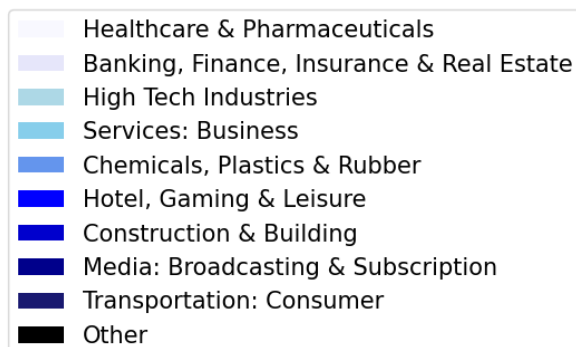 Healthcare & Pharmaceuticals
Banking, Finance, Insurance & Real Estate
High Tech Industries
Services: Business
Chemicals, Plastics & Rubber
Hotel, Gaming & Leisure
Construction & Building
Media: Broadcasting & Subscription
Transportation: Consumer
Other